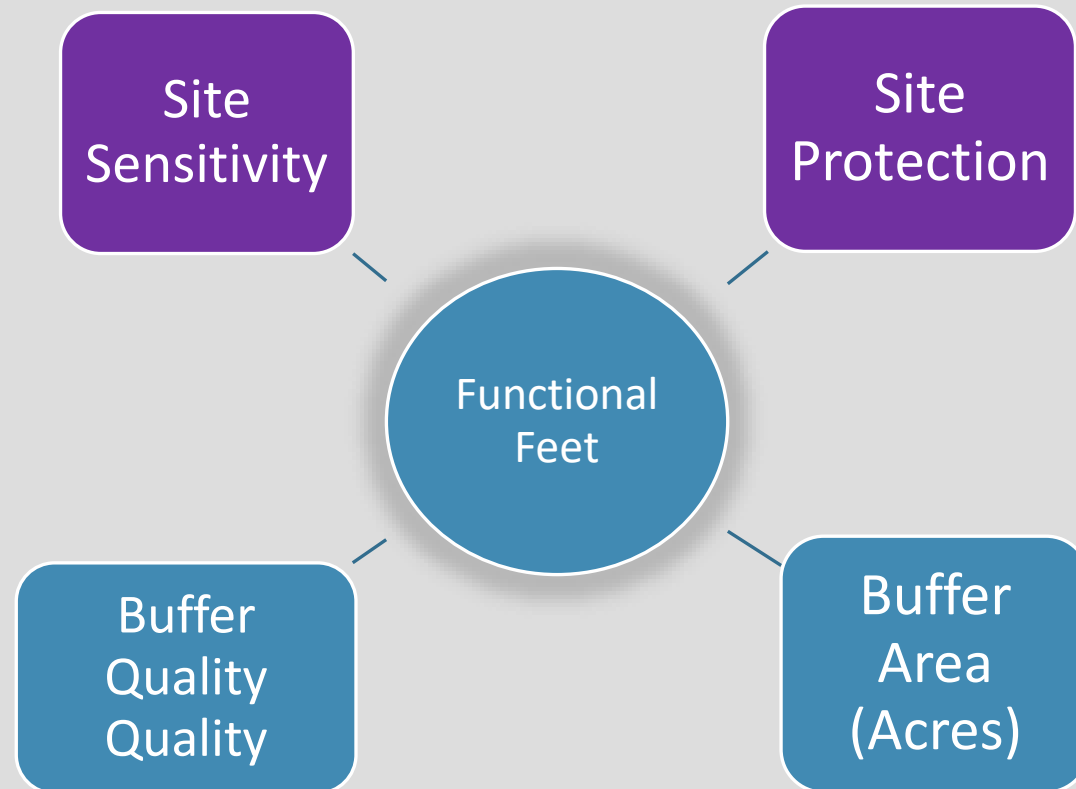 Site
Sensitivity
Site
Protection
Functional
Feet
Buffer
Quality
Quality
Buffer
Area
(Acres)